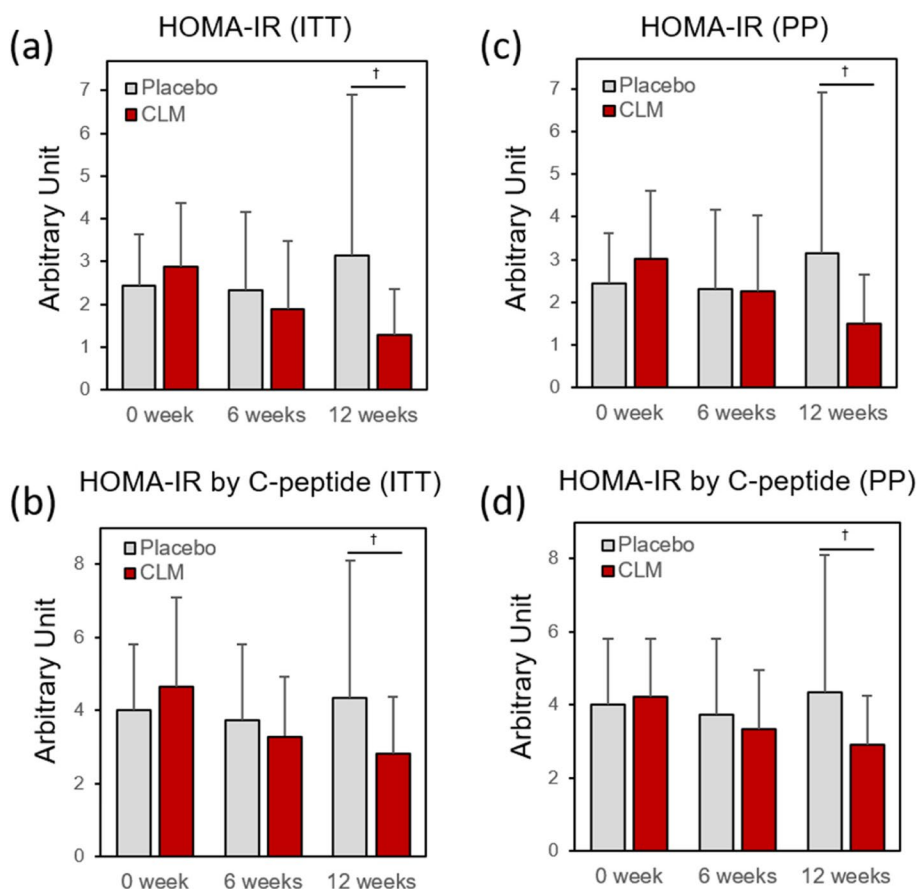 (a)
HOMA-IR (ITT)
Placebo
CLM
†
Arbitrary Unit
7
6
5
4
3
2
1
0
0 week 6 weeks 12 weeks
(c)
HOMA-IR (PP)
Placebo
CLM
†
Arbitrary Unit
7
6
5
4
3
2
1
0
0 week 6 weeks 12 weeks
(b)
HOMA-IR by C-peptide (ITT)
Placebo
CLM
†
Arbitrary Unit
8
6
4
2
0
0 week 6 weeks 12 weeks
(d)
HOMA-IR by C-peptide (PP)
Placebo
CLM
†
Arbitrary Unit
8
6
4
2
0
0 week 6 weeks 12 weeks